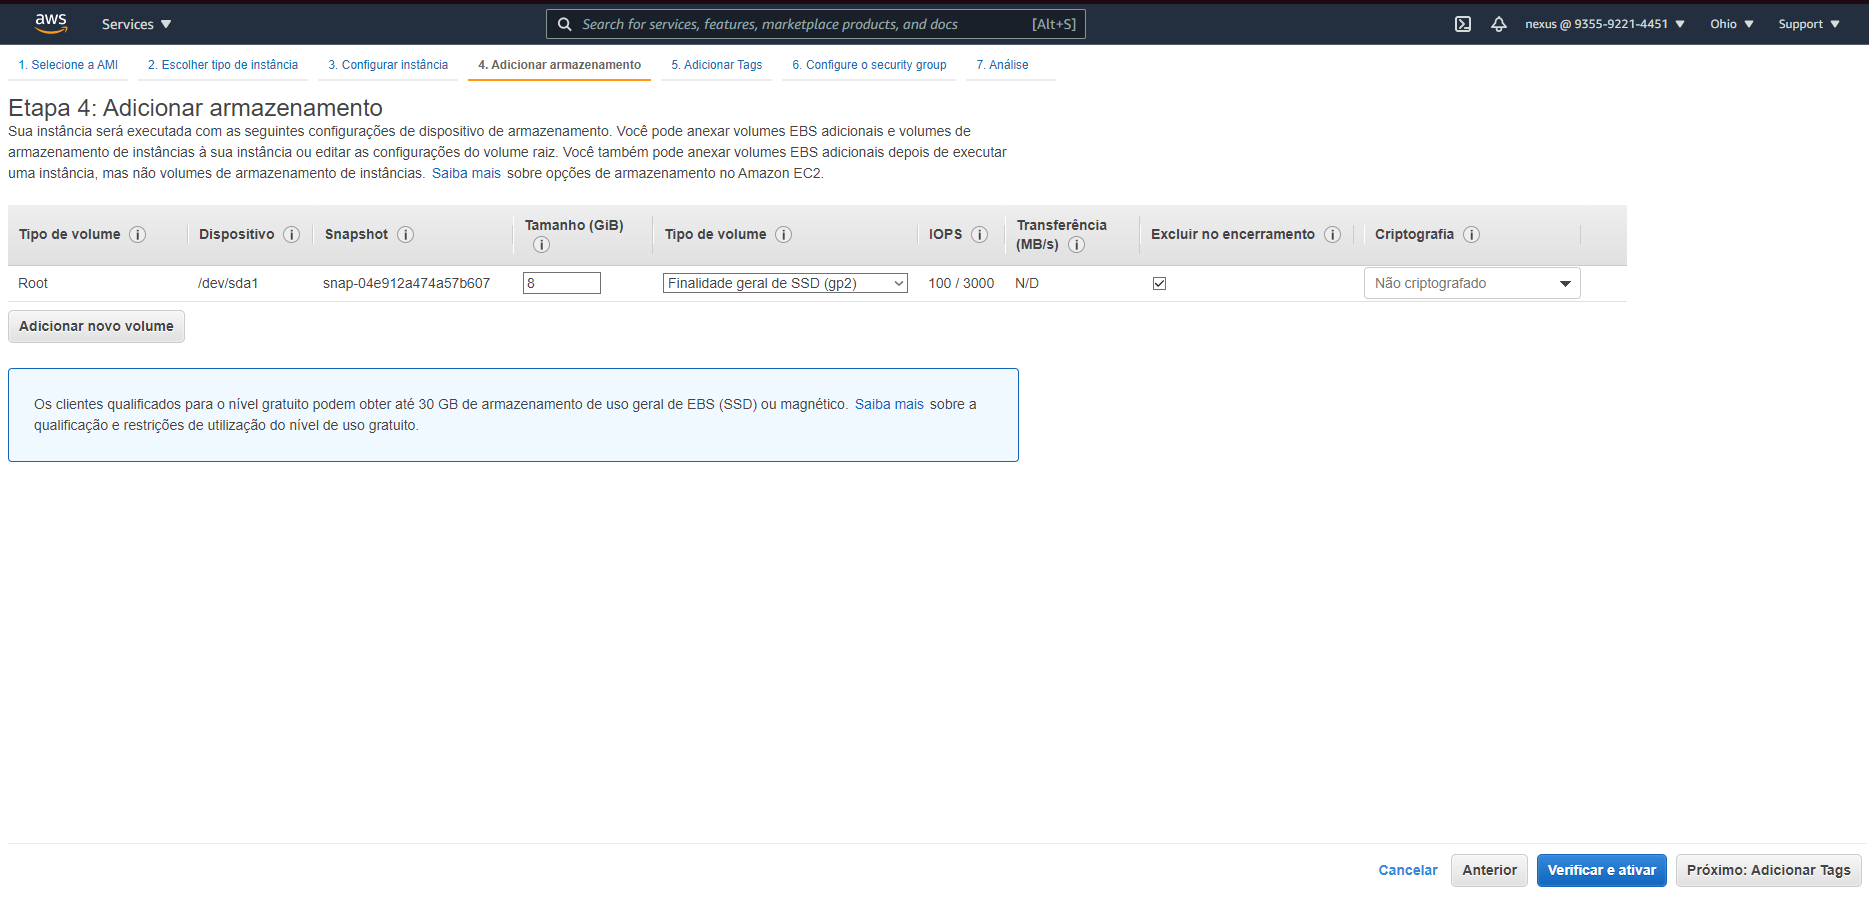 aws Services Search for services, features, marketplace products, and docs [Alt+S] nexus @ 9355-9221-4451 Ohio Support
1. Selecione a AMI 2. Escolher tipo de instância 3. Configurar instância 4. Adicionar armazenamento 5. Adicionar Tags 6. Configure o security group 7. Análise
Etapa 4: Adicionar armazenamento
Sua instância será executada com as seguintes configurações de dispositivo de armazenamento. Você pode anexar volumes EBS adicionais e volumes de
armazenamento de instâncias à sua instância ou editar as configurações do volume raiz. Você também pode anexar volumes EBS adicionais depois de executar
uma instância, mas não volumes de armazenamento de instâncias. Saiba mais sobre opções de armazenamento no Amazon EC2.
Tipo de volume Dispositivo Snapshot Tamanho (GiB) Tipo de volume IOPS Transferência (MB/s) Excluir no encerramento Criptografia
Root /dev/sda1 snap-04e912a474a57b607 8 Finalidade geral de SSD (gp2) 100 / 3000 N/D Não criptografado
Adicionar novo volume
Os clientes qualificados para o nível gratuito podem obter até 30 GB de armazenamento de uso geral de EBS (SSD) ou magnético. Saiba mais sobre a
qualificação e restrições de utilização do nível de uso gratuito.
Cancelar Anterior Verificar e ativar Próximo: Adicionar Tags